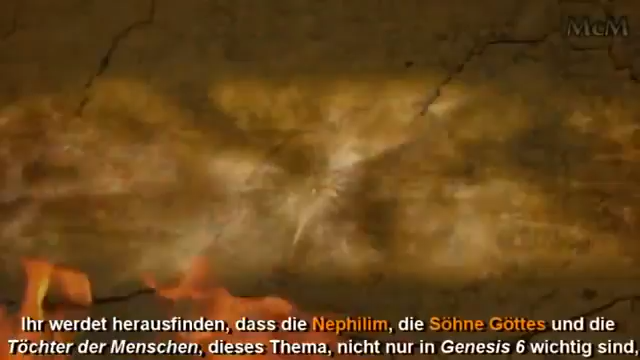 McM
Ihr werdet herausfinden, dass die Nephilim, die Söhne Göttes und die
Töchter der Menschen, dieses Thema, nicht nur in Genesis 6 wichtig sind.